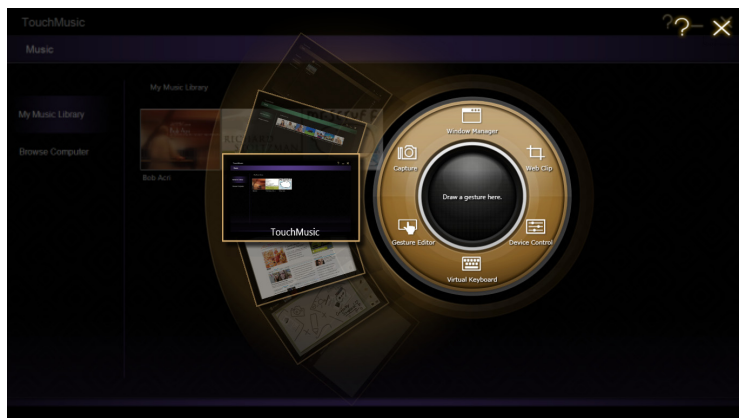 TouchMusic
Music
My Music Library
My Music Library
Browse Computer
Bob Acri
Window Manager
Capture
Web Clip
Draw a gesture here.
Gesture Editor
Device Control
Virtual Keyboard
TouchMusic